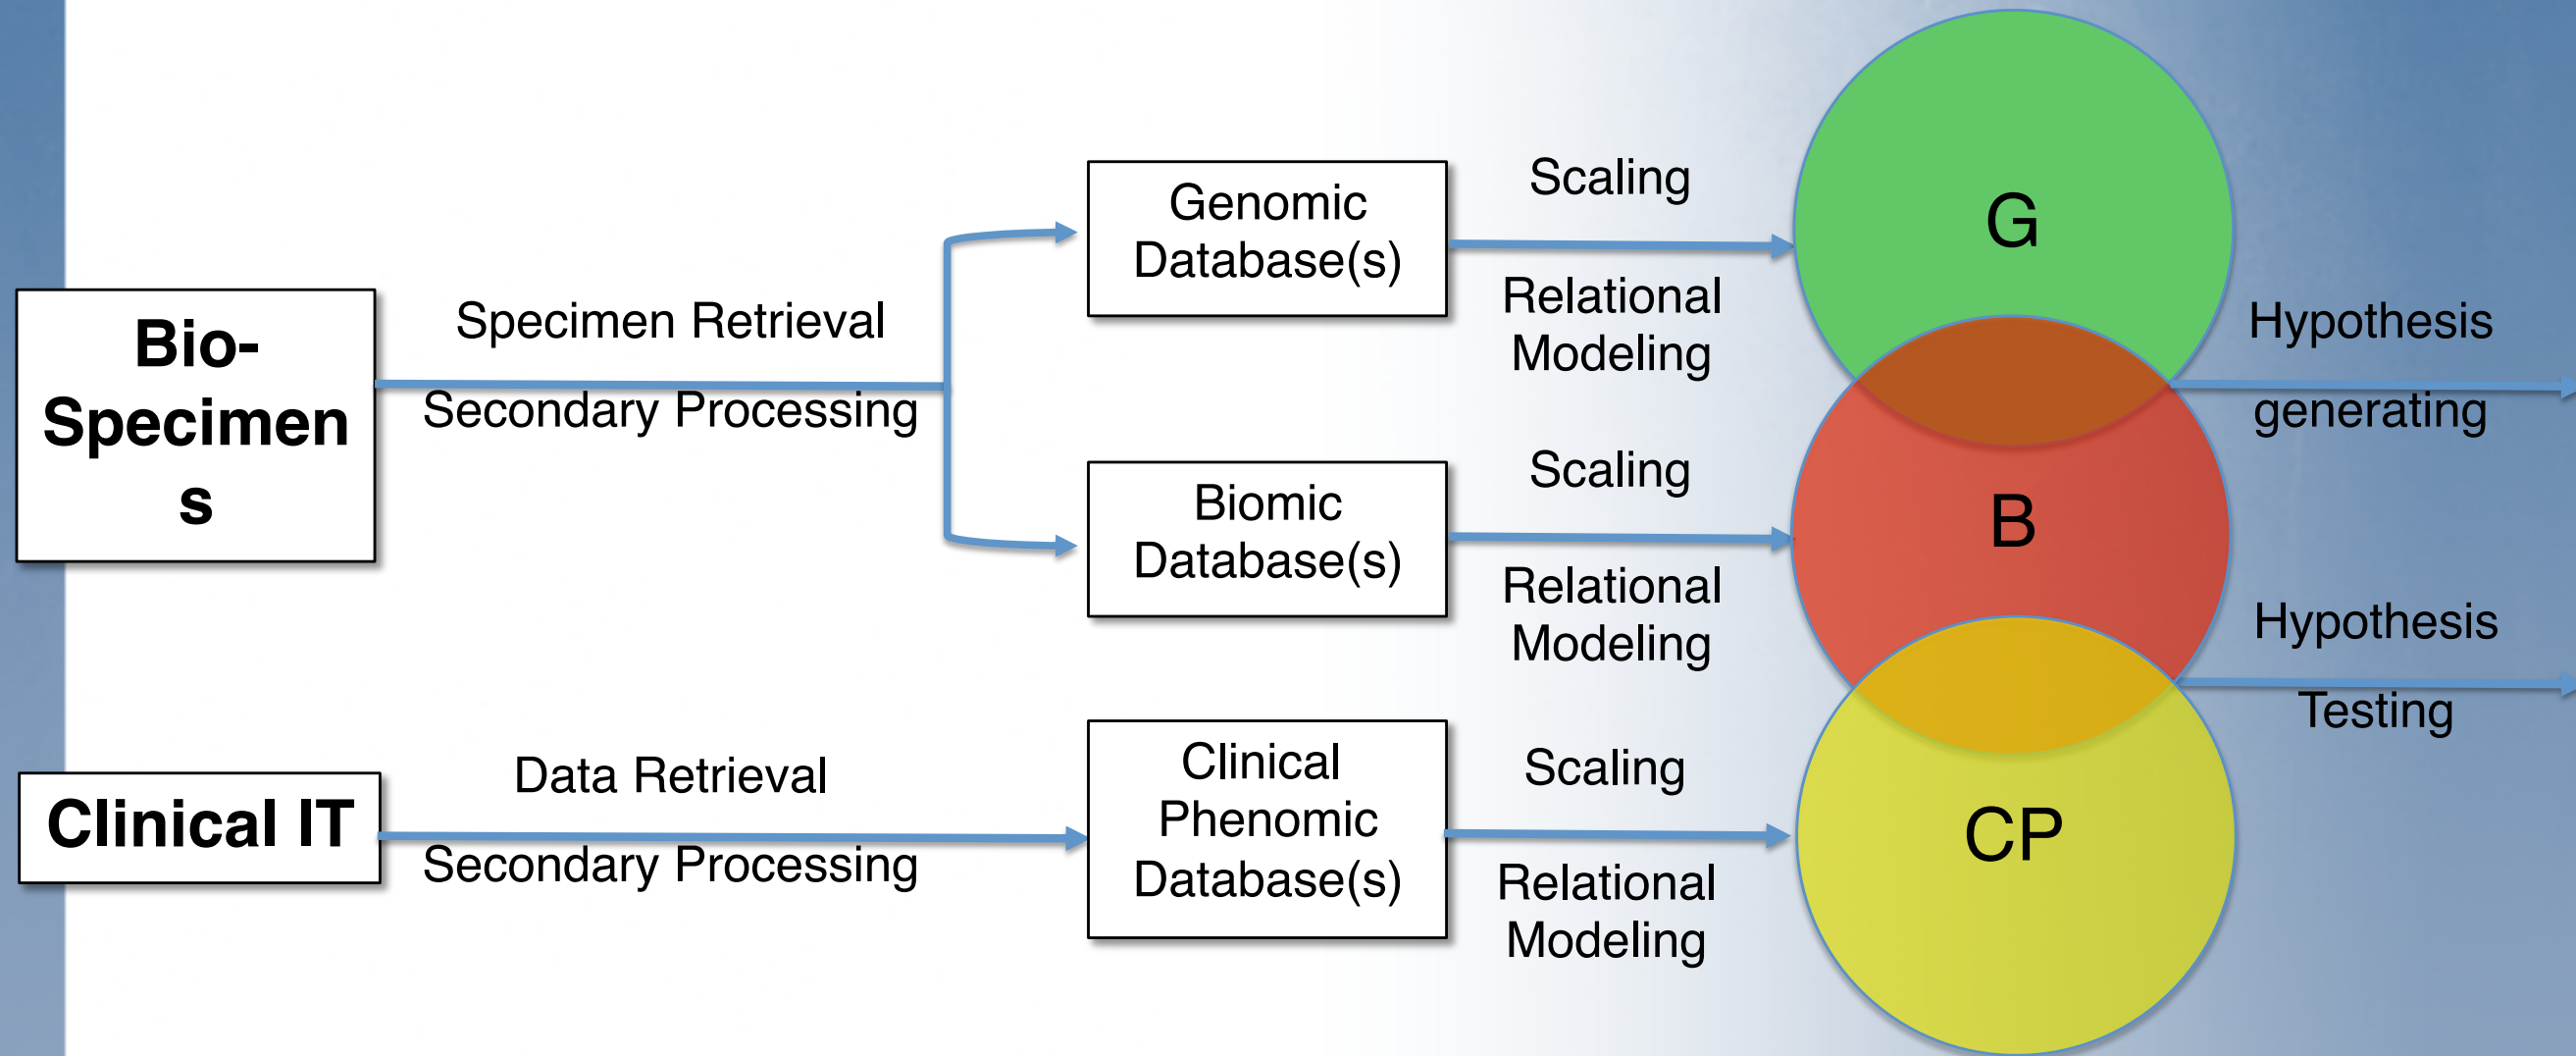 Bio-
Specimen
s
Specimen Retrieval
Secondary Processing
Genomic
Database(s)
Scaling
Relational
Modeling
G
Hypothesis
generating
Biomic
Database(s)
Scaling
Relational
Modeling
B
Hypothesis
Testing
Clinical IT
Data Retrieval
Secondary Processing
Clinical
Phenomic
Database(s)
Scaling
Relational
Modeling
CP